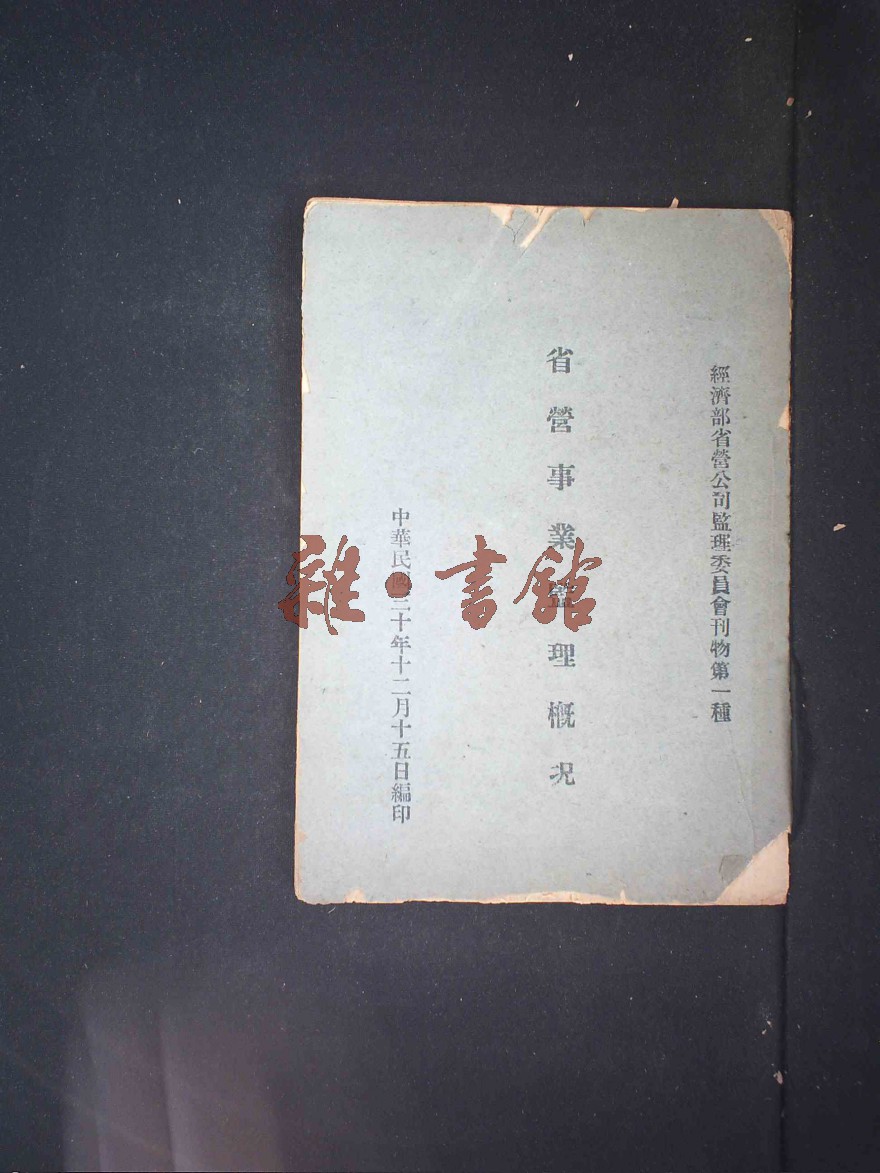 經濟部省營公司監理委員會刊物第一種
省營事業監理概況
中華民國三十年十二月十五日編印
雜·書館